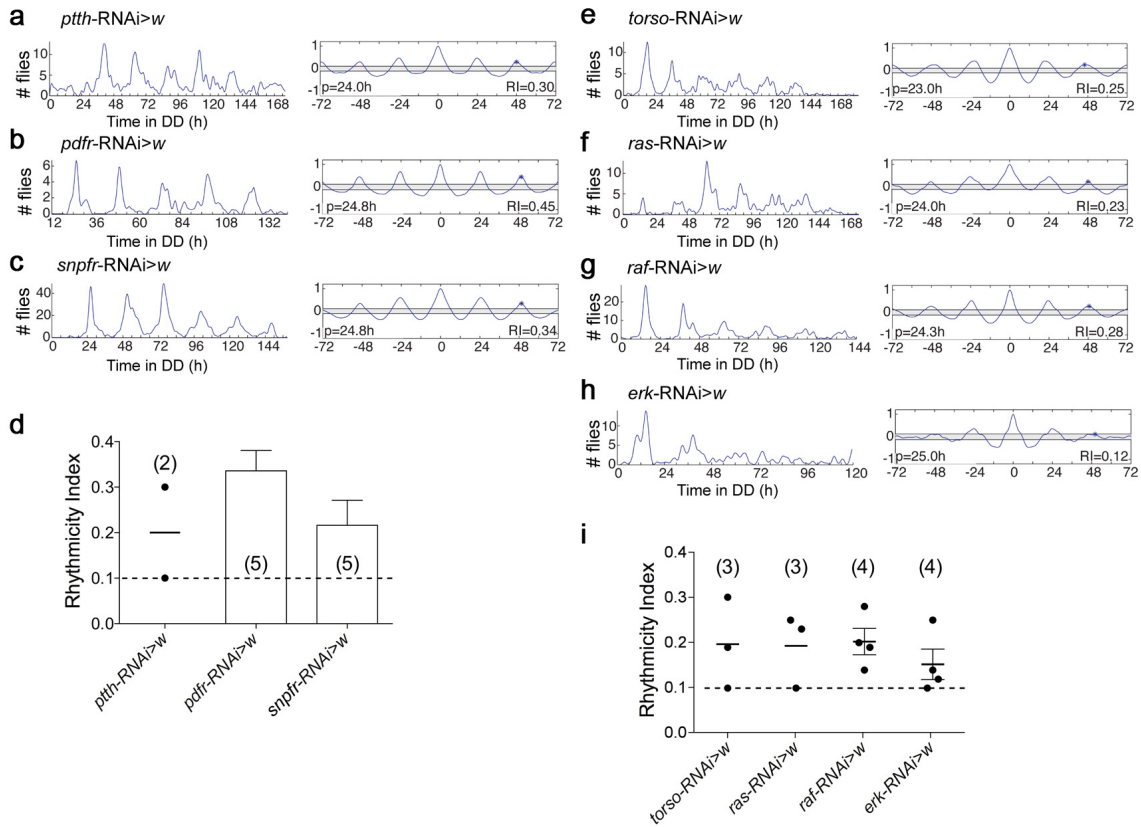 a ptth-RNAi>w
# flies
10
5
0
0 24 48 72 96 120 144 168
Time in DD (h)
1
0
-1
p=24.0h RI=0.30
-72 -48 -24 0 24 48 72
b pdfr-RNAi>w
# flies
6
4
2
0
12 36 60 84 108 132
Time in DD (h)
1
0
-1
p=24.8h RI=0.45
-72 -48 -24 0 24 48 72
c snpfr-RNAi>w
# flies
40
20
0
0 24 48 72 96 120 144
Time in DD (h)
1
0
-1
p=24.8h RI=0.34
-72 -48 -24 0 24 48 72
d
Rhythmicity Index
0.4
0.3
0.2
0.1
0.0
(2)
(5) (5)
ptth-RNAi>w pdfr-RNAi>w snpfr-RNAi>w
e torso-RNAi>w
# flies
10
5
0
0 24 48 72 96 120 144 168
Time in DD (h)
1
0
-1
p=23.0h RI=0.25
-72 -48 -24 0 24 48 72
f ras-RNAi>w
# flies
10
5
0
0 24 48 72 96 120 144 168
Time in DD (h)
1
0
-1
p=24.0h RI=0.23
-72 -48 -24 0 24 48 72
g raf-RNAi>w
# flies
20
10
0
0 24 48 72 96 120 144
Time in DD (h)
1
0
-1
p=24.3h RI=0.28
-72 -48 -24 0 24 48 72
h erk-RNAi>w
# flies
10
5
0
0 24 48 72 96 120
Time in DD (h)
1
0
-1
p=25.0h RI=0.12
-72 -48 -24 0 24 48 72
i
Rhythmicity Index
0.4
0.3
0.2
0.1
0.0
(3) (3) (4) (4)
torso-RNAi>w ras-RNAi>w raf-RNAi>w erk-RNAi>w